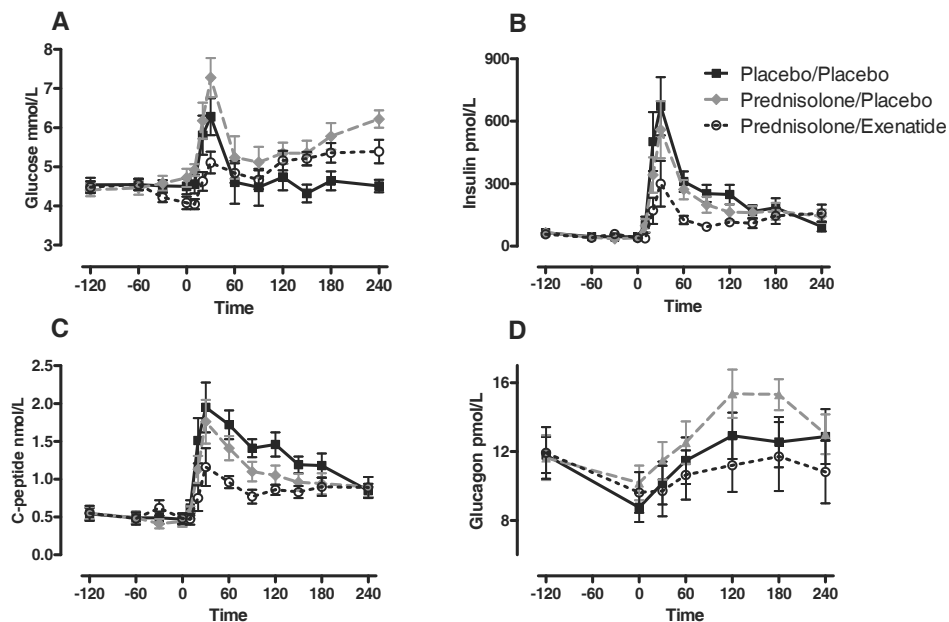 A
8
7
6
5
4
3
Glucose mmol/L
-120 -60 0 60 120 180 240
Time
B
900
600
300
0
Insulin pmol/L
Placebo/Placebo
Prednisolone/Placebo
Prednisolone/Exenatide
-120 -60 0 60 120 180 240
Time
C
2.5
2.0
1.5
1.0
0.5
0.0
C-peptide nmol/L
-120 -60 0 60 120 180 240
Time
D
16
12
8
Glucagon pmol/L
-120 -60 0 60 120 180 240
Time